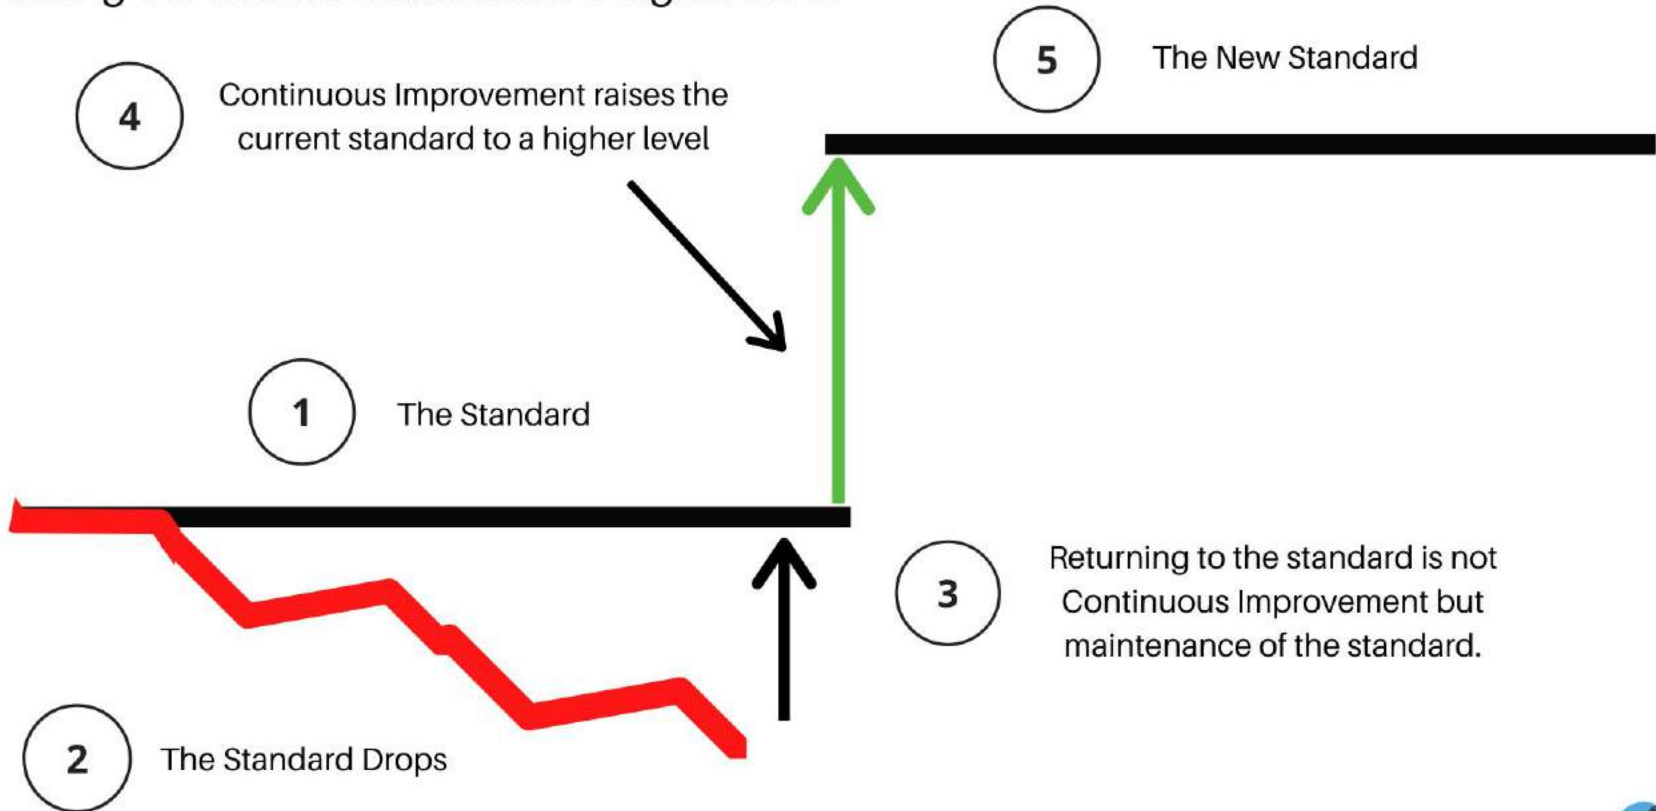 4
Continuous Improvement raises the
current standard to a higher level
5
The New Standard
1
The Standard
3
Returning to the standard is not
Continuous Improvement but
maintenance of the standard.
2
The Standard Drops